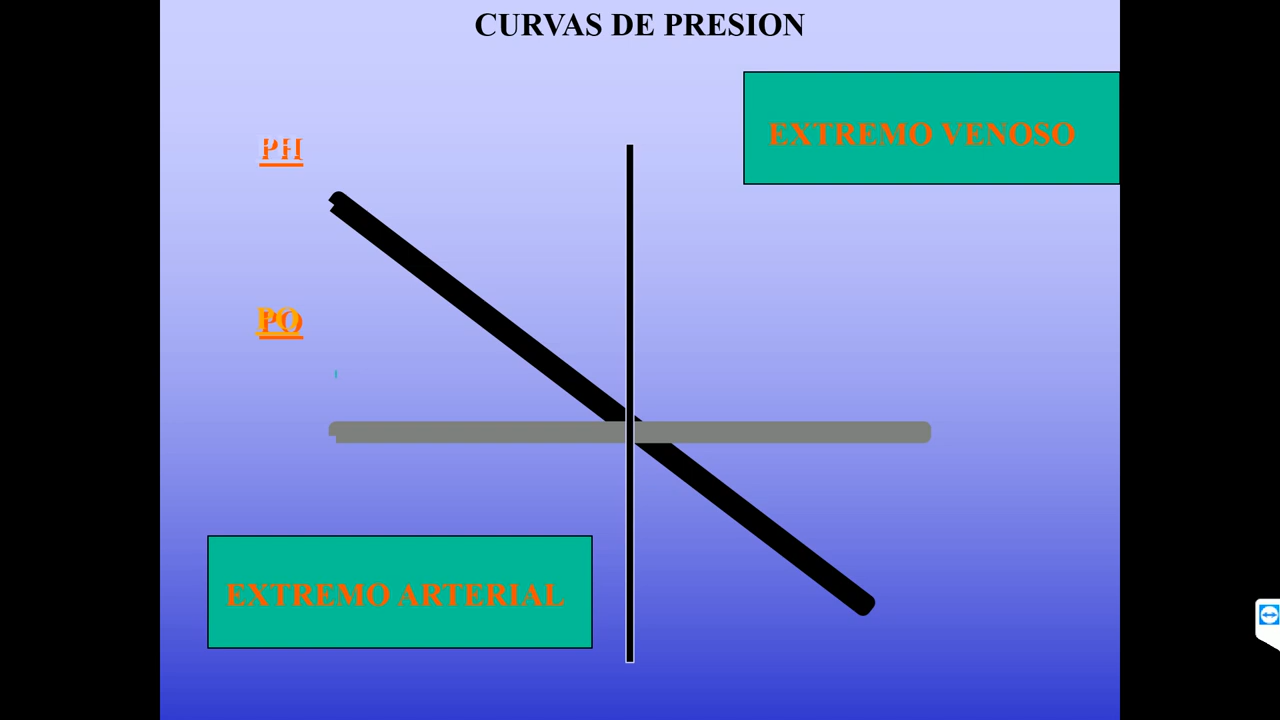 CURVAS DE PRESION
EXTREMO VENOSO
PH
PO
EXTREMO ARTERIAL